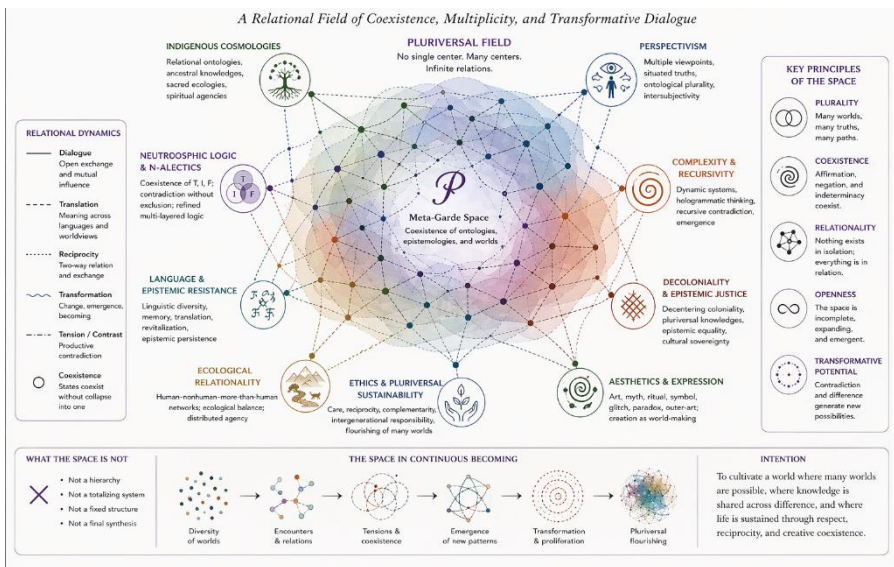 A Relational Field of Coexistence, Multiplicity, and Transformative Dialogue
INDIGENOUS COSMOLOGIES
Relational ontologies,
ancestral knowledges,
sacred ecologies,
spiritual agencies
PLURIVERSAL FIELD
No single center. Many centers.
Infinite relations.
PERSPECTIVISM
Multiple viewpoints,
situated truths,
ontological plurality,
intersubjectivity
RELATIONAL DYNAMICS
Dialogue
Open exchange
and mutual
influence
Translation
Meaning across
languages and
worldviews
Reciprocity
Two-way relation
and exchange
Transformation
Change, emergence,
becoming
Tension / Contrast
Productive
contradiction
Coexistence
States coexist
without collapse
into one
NEUTROOSPHIC LOGIC
& N-ALECTICS
Coexistence of T, I, F;
contradiction without
exclusion; refined
multi-layered logic
T
I
F
P
Meta-Garde Space
Coexistence of ontologies,
epistemologies, and worlds
COMPLEXITY &
RECURSIVITY
Dynamic systems,
hologrammatic thinking,
recursive contradiction,
emergence
LANGUAGE &
EPISTEMIC RESISTANCE
Linguistic diversity,
memory, translation,
revitalization,
epistemic persistence
DECOLONIALITY
& EPISTEMIC JUSTICE
Decentering coloniality,
pluriversal knowledges,
epistemic equality,
cultural sovereignty
ECOLOGICAL
RELATIONALITY
Human-nonhuman-more-than-human
networks; ecological balance;
distributed agency
ETHICS & PLURIVERSAL
SUSTAINABILITY
Care, reciprocity, complementarity,
intergenerational responsibility,
flourishing of many worlds
AESTHETICS & EXPRESSION
Art, myth, ritual, symbol,
glitch, paradox, outer-art;
creation as world-making
KEY PRINCIPLES
OF THE SPACE
PLURALITY
Many worlds,
many truths,
many paths.
COEXISTENCE
Affirmation,
negation, and
indeterminacy
coexist.
RELATIONALITY
Nothing exists
in isolation;
everything is in
relation.
OPENNESS
The space is
incomplete,
expanding,
and emergent.
TRANSFORMATIVE
POTENTIAL
Contradiction
and difference
generate new
possibilities.
WHAT THE SPACE IS NOT
• Not a hierarchy
• Not a totalizing system
• Not a fixed structure
• Not a final synthesis
THE SPACE IN CONTINUOUS BECOMING
Diversity
of worlds
Encounters
& relations
Tensions &
coexistence
Emergence
of new patterns
Transformation
& proliferation
Pluriversal
flourishing
INTENTION
To cultivate a world where many worlds
are possible, where knowledge is
shared across difference, and where
life is sustained through respect,
reciprocity, and creative coexistence.